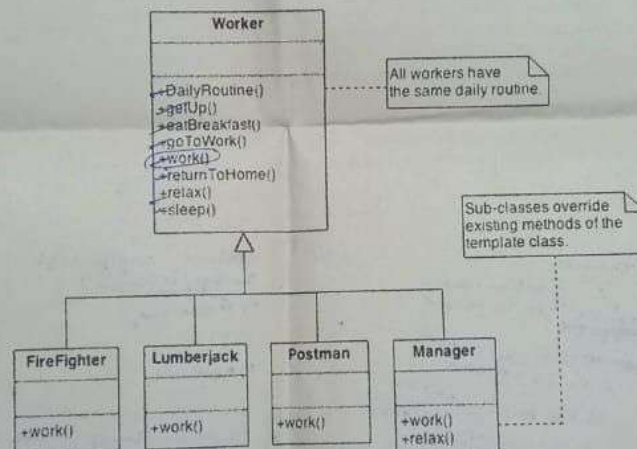 Worker
+DailyRoutine()
+getUp()
+eatBreakfast()
+goToWork()
+work()
+returnToHome()
+relax()
+sleep()
All workers have
the same daily routine.
Sub-classes override
existing methods of the
template class.
FireFighter
+work()
Lumberjack
+work()
Postman
+work()
Manager
+work()
+relax()